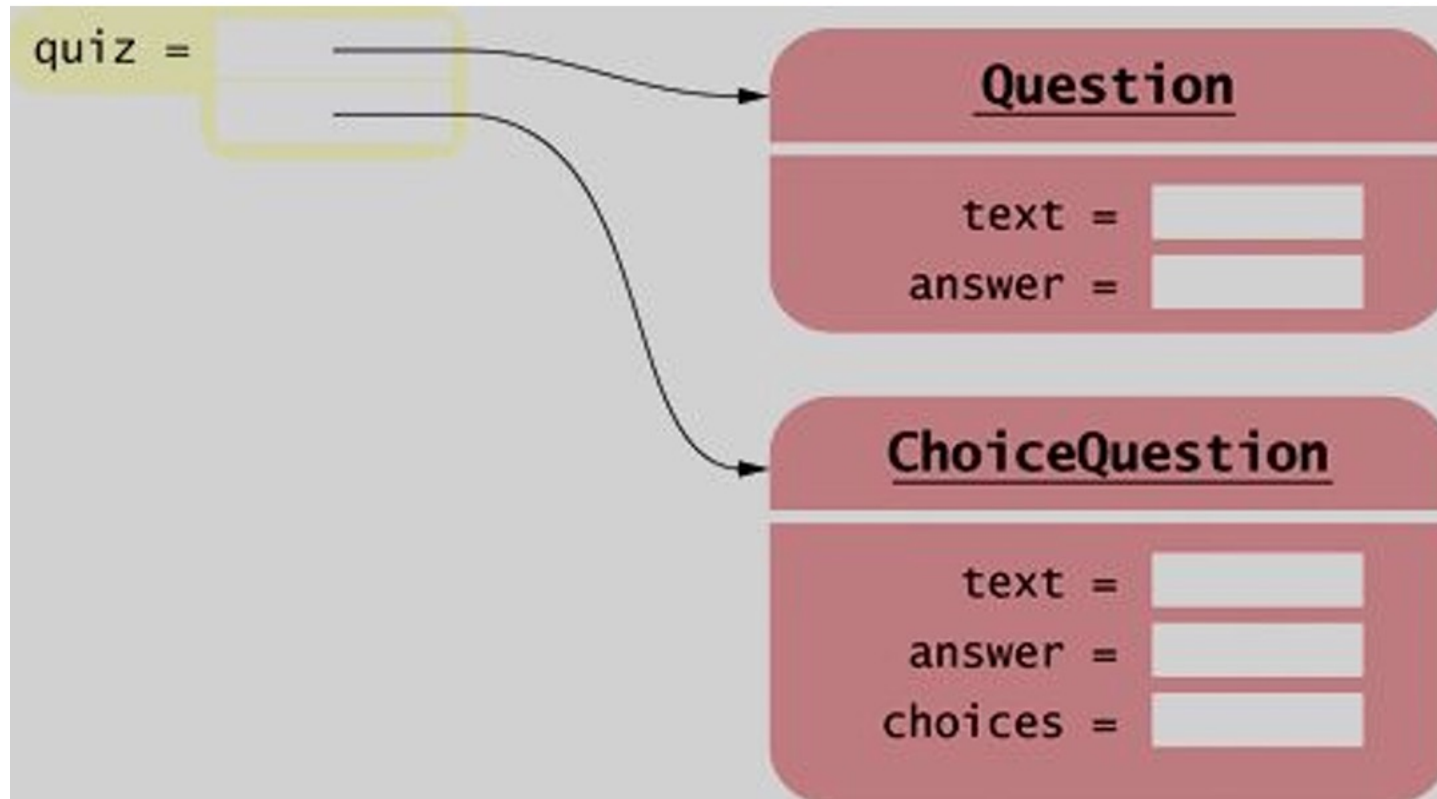 quiz =
Question
text =
answer =
ChoiceQuestion
text =
answer =
choices =